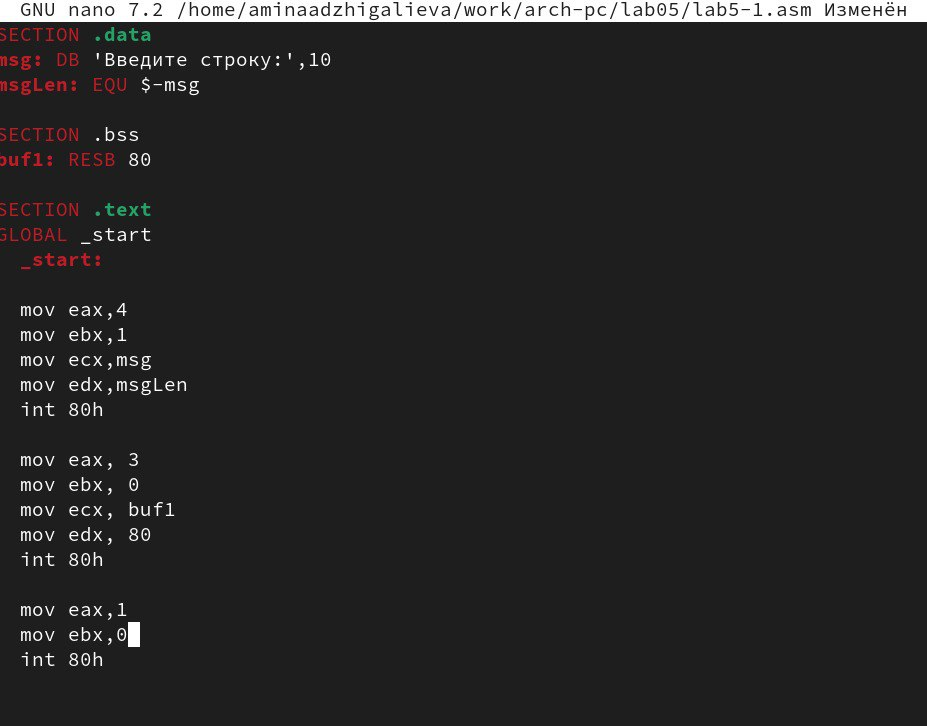 GNU nano 7.2 /home/aminaadzhigalieva/work/arch-pc/lab05/lab5-1.asm Изменён
SECTION .data
msg: DB 'Введите строку:',10
msgLen: EQU $-msg
SECTION .bss
buf1: RESB 80
SECTION .text
GLOBAL _start
_start:
mov eax,4
mov ebx,1
mov ecx,msg
mov edx,msgLen
int 80h
mov eax, 3
mov ebx, 0
mov ecx, buf1
mov edx, 80
int 80h
mov eax,1
mov ebx,0
int 80h